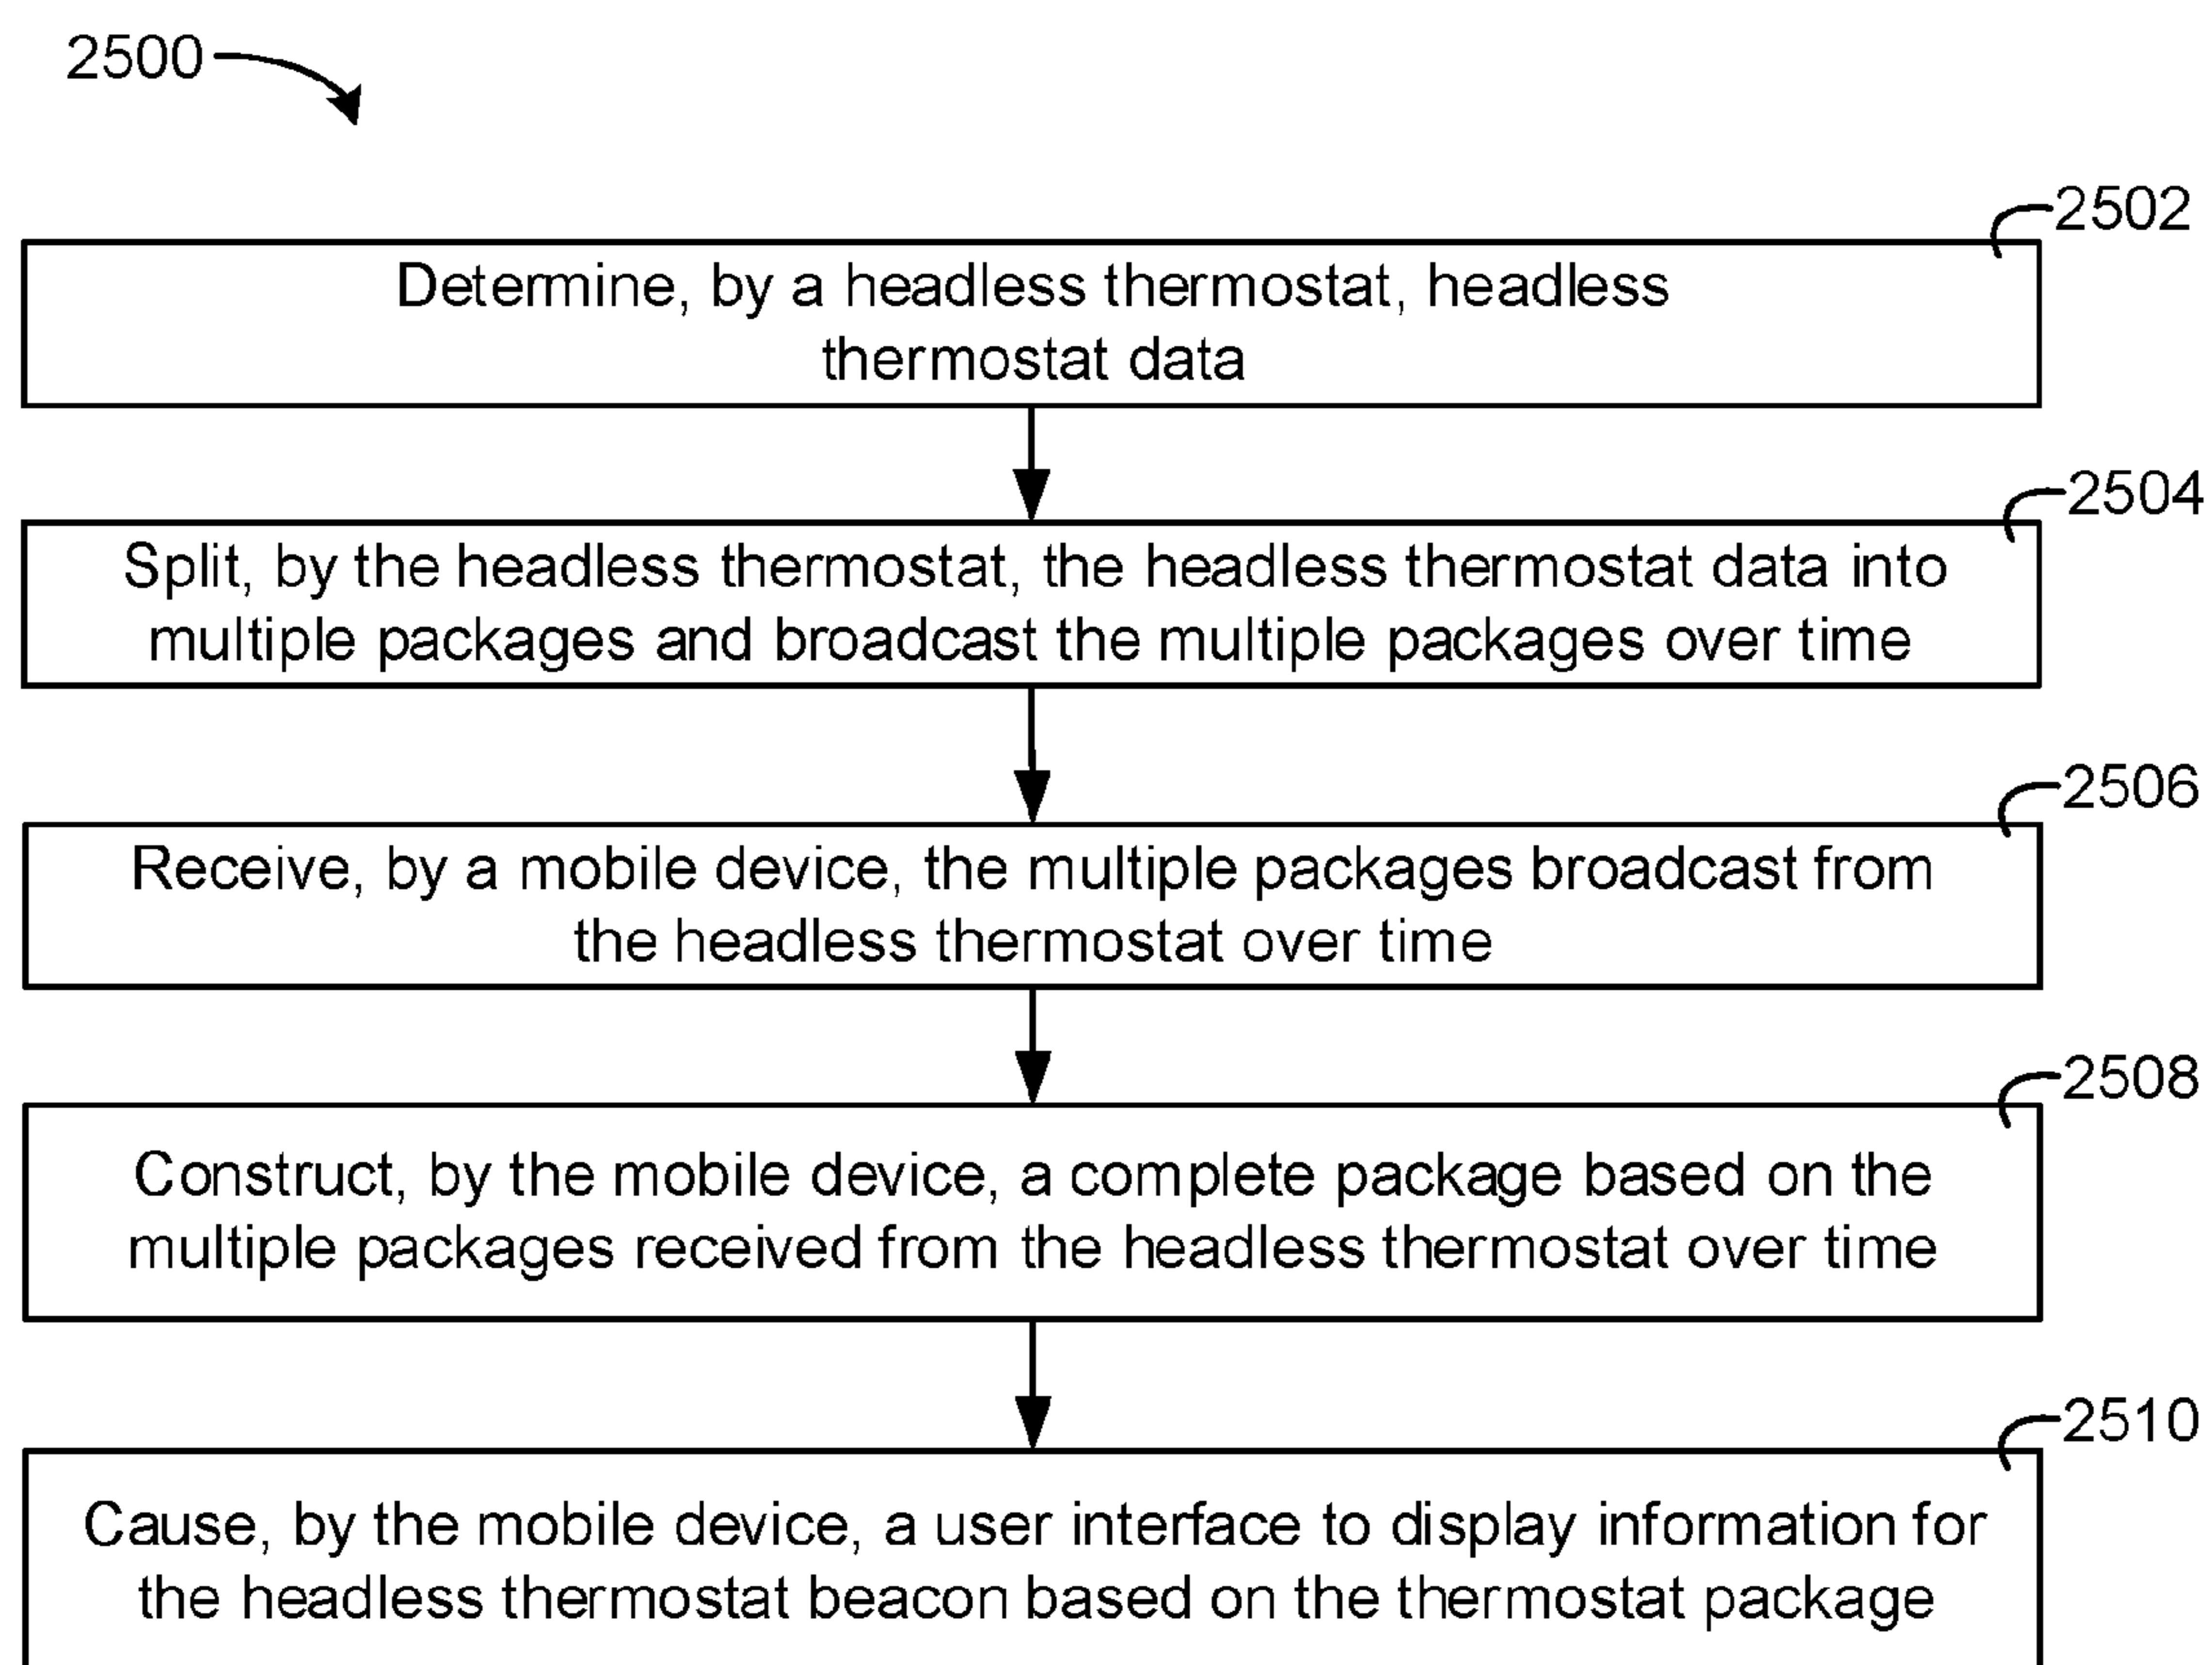 2500
2502
Determine, by a headless thermostat, headless
thermostat data
2504
Split, by the headless thermostat, the headless thermostat data into
multiple packages and broadcast the multiple packages over time
2506
Receive, by a mobile device, the multiple packages broadcast from
the headless thermostat over time
2508
Construct, by the mobile device, a complete package based on the
multiple packages received from the headless thermostat over time
2510
Cause, by the mobile device, a user interface to display information for
the headless thermostat beacon based on the thermostat package